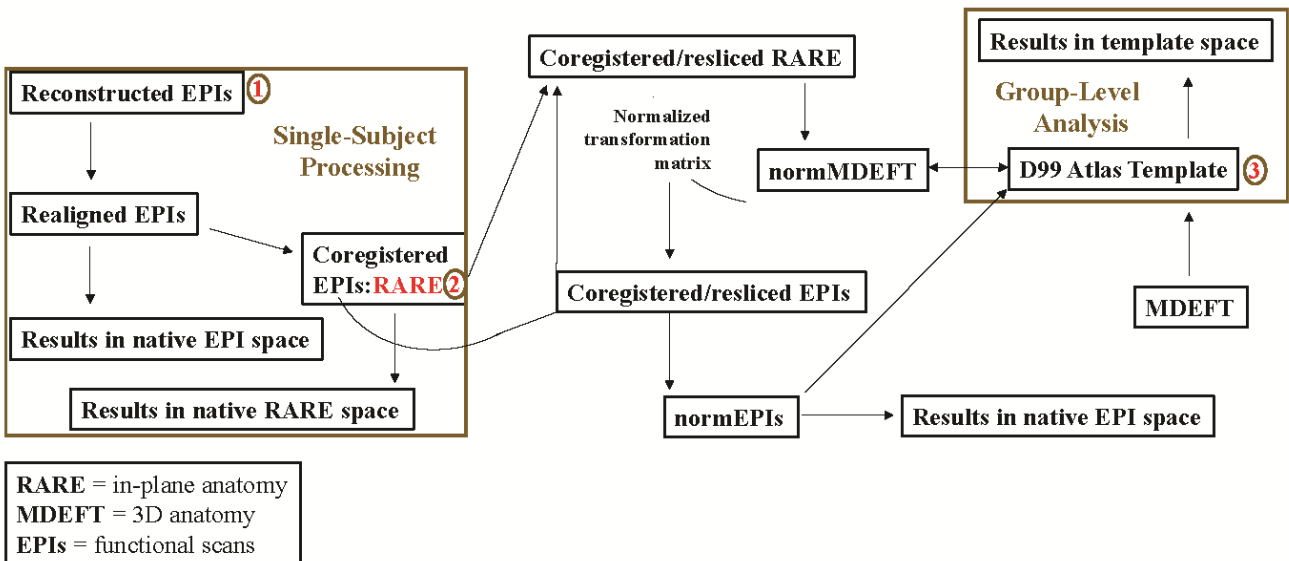 Reconstructed EPIs 1
Single-Subject
Processing
Realigned EPIs
Coregistered
EPIs:RARE 2
Results in native EPI space
Results in native RARE space
Coregistered/resliced RARE
Normalized
transformation
matrix
normMDEFT
Coregistered/resliced EPIs
normEPIs
Results in native EPI space
Results in template space
Group-Level
Analysis
D99 Atlas Template 3
MDEFT
RARE = in-plane anatomy
MDEFT = 3D anatomy
EPIs = functional scans